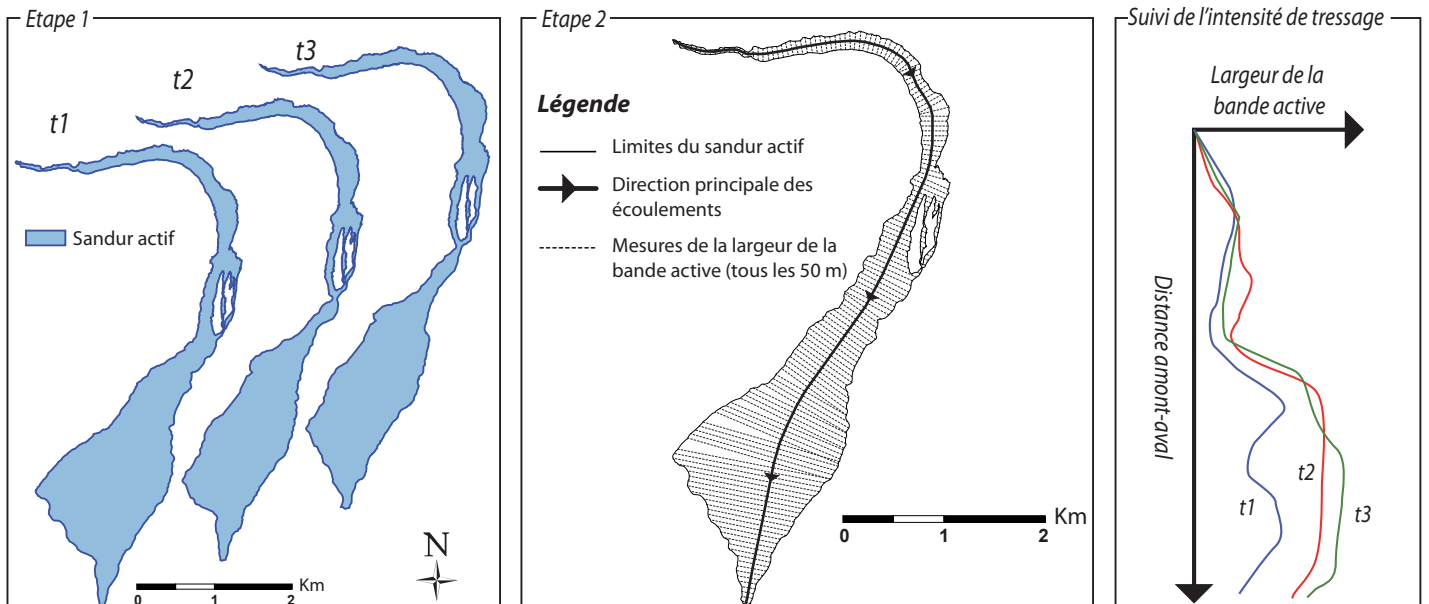 Etape 1
t1
t2
t3
Sandur actif
N
Km
0 1 2
Etape 2
Légende
Limites du sandur actif
Direction principale des
écoulements
Mesures de la largeur de la
bande active (tous les 50 m)
Km
0 1 2
Suivi de l'intensité de tressage
Largeur de la
bande active
Distance amont-aval
t1
t2
t3